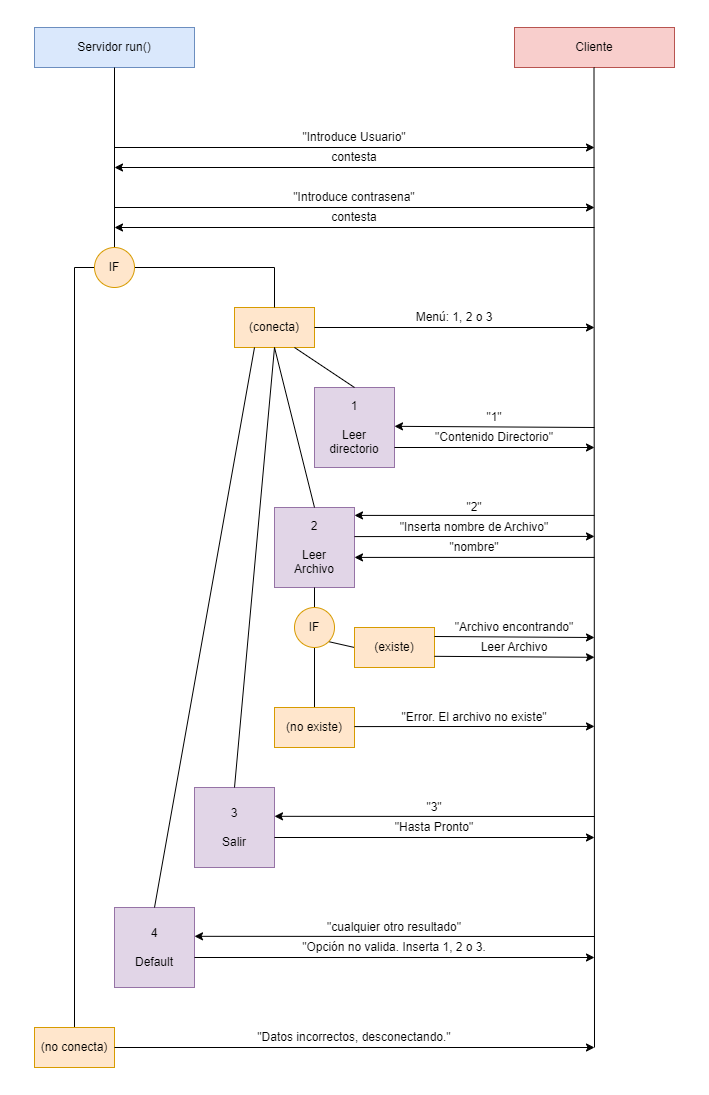 Servidor run()
Cliente
"Introduce Usuario"
contesta
"Introduce contrasena"
contesta
IF
(conecta)
Menú: 1, 2 o 3
1
Leer
directorio
"1"
"Contenido Directorio"
2
Leer
Archivo
"2"
"Inserta nombre de Archivo"
"nombre"
IF
(existe)
"Archivo encontrando"
Leer Archivo
(no existe)
"Error. El archivo no existe"
3
Salir
"3"
"Hasta Pronto"
4
Default
"cualquier otro resultado"
"Opción no valida. Inserta 1, 2 o 3.
(no conecta)
"Datos incorrectos, desconectando."